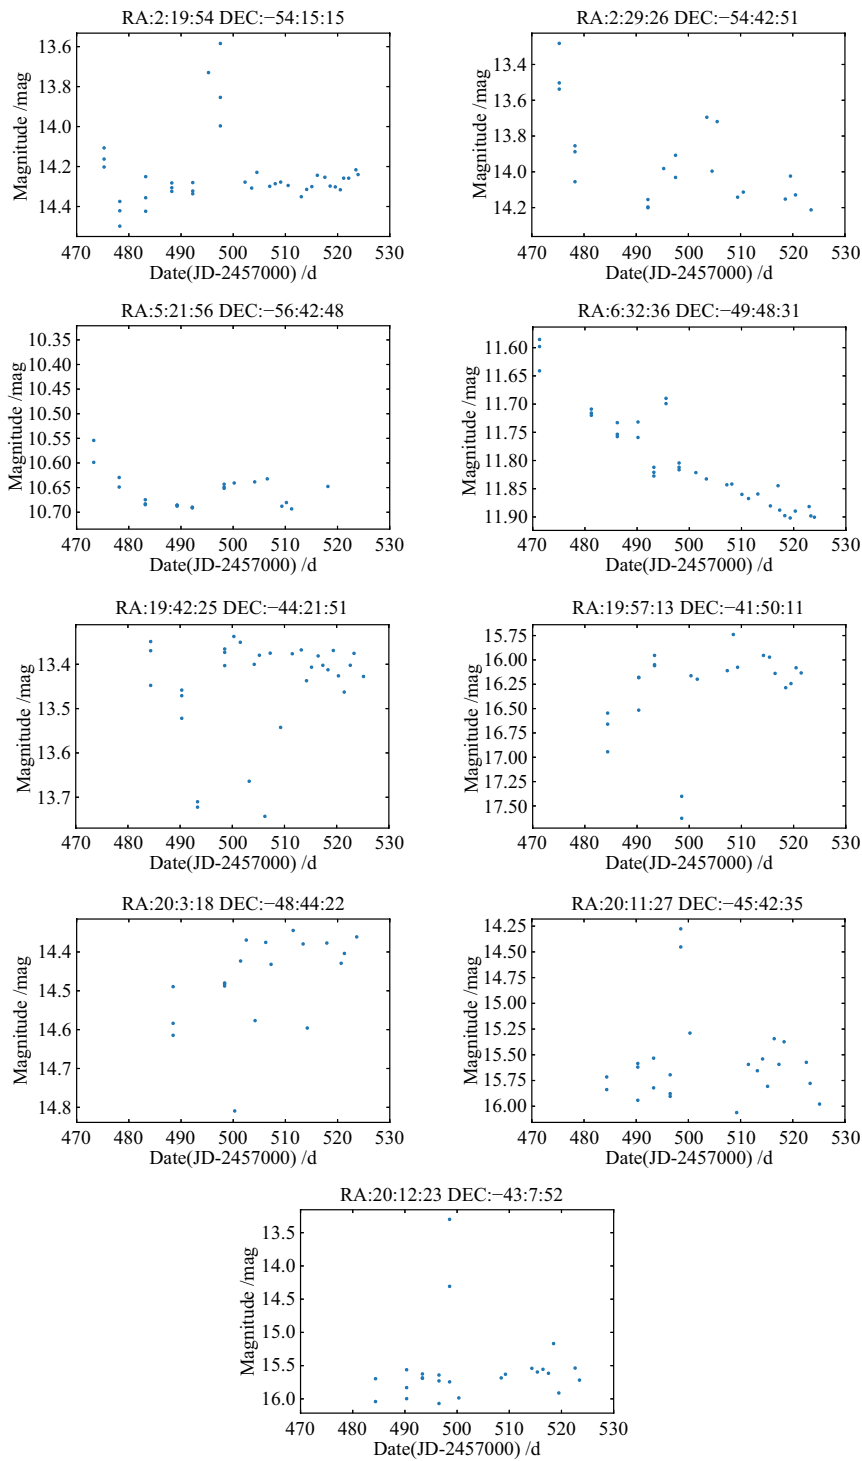 RA:2:19:54 DEC:−54:15:15
13.6
13.8
14.0
14.2
14.4
Magnitude /mag
470 480 490 500 510 520 530
Date(JD-2457000) /d
RA:2:29:26 DEC:−54:42:51
13.4
13.6
13.8
14.0
14.2
Magnitude /mag
470 480 490 500 510 520 530
Date(JD-2457000) /d
RA:5:21:56 DEC:−56:42:48
10.35
10.40
10.45
10.50
10.55
10.60
10.65
10.70
Magnitude /mag
470 480 490 500 510 520 530
Date(JD-2457000) /d
RA:6:32:36 DEC:−49:48:31
11.60
11.65
11.70
11.75
11.80
11.85
11.90
Magnitude /mag
470 480 490 500 510 520 530
Date(JD-2457000) /d
RA:19:42:25 DEC:−44:21:51
13.4
13.5
13.6
13.7
Magnitude /mag
470 480 490 500 510 520 530
Date(JD-2457000) /d
RA:19:57:13 DEC:−41:50:11
15.75
16.00
16.25
16.50
16.75
17.00
17.25
17.50
Magnitude /mag
470 480 490 500 510 520 530
Date(JD-2457000) /d
RA:20:3:18 DEC:−48:44:22
14.4
14.5
14.6
14.7
14.8
Magnitude /mag
470 480 490 500 510 520 530
Date(JD-2457000) /d
RA:20:11:27 DEC:−45:42:35
14.25
14.50
14.75
15.00
15.25
15.50
15.75
16.00
Magnitude /mag
470 480 490 500 510 520 530
Date(JD-2457000) /d
RA:20:12:23 DEC:−43:7:52
13.5
14.0
14.5
15.0
15.5
16.0
Magnitude /mag
470 480 490 500 510 520 530
Date(JD-2457000) /d